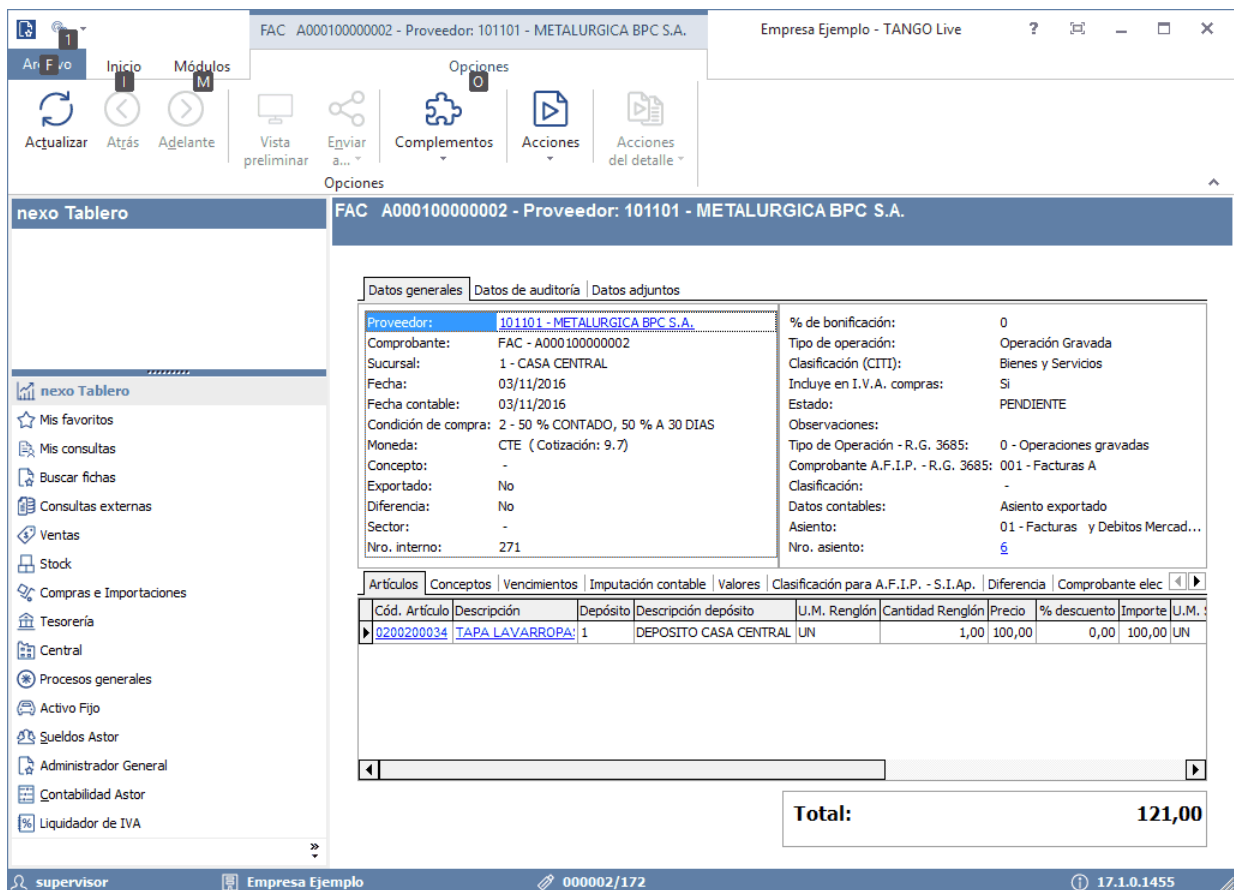 FAC A000100000002 - Proveedor: 101101 - METALURGICA BPC S.A.
Empresa Ejemplo - TANGO Live
?
1
Archivo
F
Inicio
I
Módulos
M
Opciones
O
Actualizar
Atrás
Adelante
Vista preliminar
Enviar a...
Complementos
Acciones
Acciones del detalle
Opciones
nexo Tablero
FAC A000100000002 - Proveedor: 101101 - METALURGICA BPC S.A.
nexo Tablero
Mis favoritos
Mis consultas
Buscar fichas
Consultas externas
Ventas
Stock
Compras e Importaciones
Tesorería
Central
Procesos generales
Activo Fijo
Sueldos Astor
Administrador General
Contabilidad Astor
Liquidador de IVA
Datos generales Datos de auditoría Datos adjuntos
Proveedor: 101101 - METALURGICA BPC S.A.
Comprobante: FAC - A000100000002
Sucursal: 1 - CASA CENTRAL
Fecha: 03/11/2016
Fecha contable: 03/11/2016
Condición de compra: 2 - 50 % CONTADO, 50 % A 30 DIAS
Moneda: CTE ( Cotización: 9.7)
Concepto: -
Exportado: No
Diferencia: No
Sector: -
Nro. interno: 271
% de bonificación: 0
Tipo de operación: Operación Gravada
Clasificación (CITI): Bienes y Servicios
Incluye en I.V.A. compras: Si
Estado: PENDIENTE
Observaciones:
Tipo de Operación - R.G. 3685: 0 - Operaciones gravadas
Comprobante A.F.I.P. - R.G. 3685: 001 - Facturas A
Clasificación: -
Datos contables: Asiento exportado
Asiento: 01 - Facturas y Debitos Mercad...
Nro. asiento: 6
Artículos Conceptos Vencimientos Imputación contable Valores Clasificación para A.F.I.P. - S.I.Ap. Diferencia Comprobante elec
Cód. Artículo Descripción Depósito Descripción depósito U.M. Renglón Cantidad Renglón Precio % descuento Importe U.M.
0200200034 TAPA LAVARROPA 1 DEPOSITO CASA CENTRAL UN 1,00 100,00 0,00 100,00 UN
Total: 121,00
supervisor Empresa Ejemplo 000002/172 17.1.0.1455